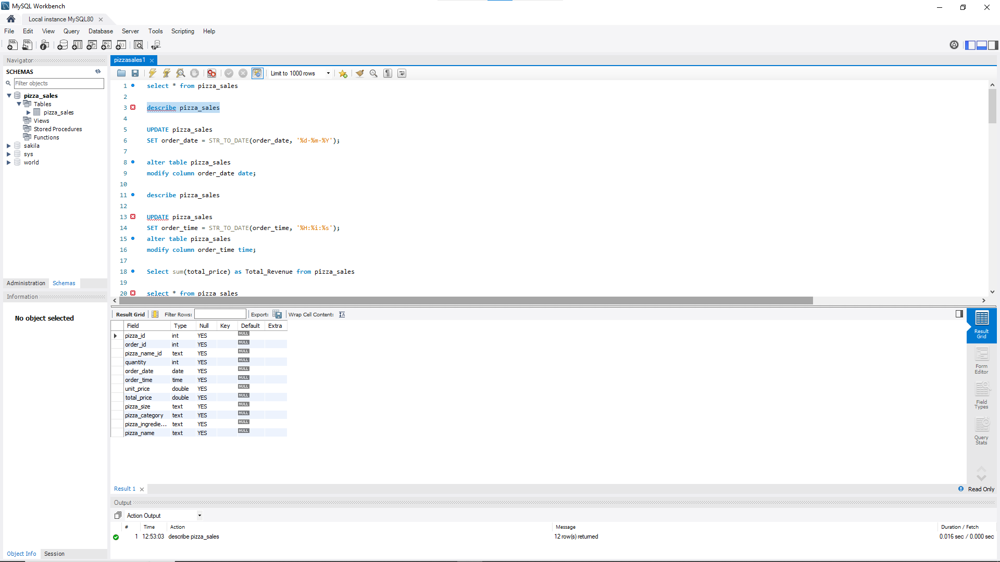 MySQL Workbench
Local instance MySQL80
File Edit View Query Database Server Tools Scripting Help
Navigator
SCHEMAS
Filter objects
pizza_sales
Tables
pizza_sales
Views
Stored Procedures
Functions
sakila
sys
world
Administration Schemas
Information
No object selected
Object Info Session
pizzasales1
Limit to 1000 rows
1 select * from pizza_sales
2
3 describe pizza_sales
4
5 UPDATE pizza_sales
6 SET order_date = STR_TO_DATE(order_date, '%d-%m-%Y');
7
8 alter table pizza_sales
9 modify column order_date date;
10
11 describe pizza_sales
12
13 UPDATE pizza_sales
14 SET order_time = STR_TO_DATE(order_time, '%H:%i:%s');
15 alter table pizza_sales
16 modify column order_time time;
17
18 Select sum(total_price) as Total_Revenue from pizza_sales
19
20 select * from pizza_sales
Result Grid Filter Rows: Export: Wrap Cell Content:
Field Type Null Key Default Extra
pizza_id int YES NULL
order_id int YES NULL
pizza_name_id text YES NULL
quantity int YES NULL
order_date date YES NULL
order_time time YES NULL
unit_price double YES NULL
total_price double YES NULL
pizza_size text YES NULL
pizza_category text YES NULL
pizza_ingredie... text YES NULL
pizza_name text YES NULL
Result
Grid
Form
Editor
Field
Types
Query
Stats
Result 1
Read Only
Output
Action Output
# Time Action Message Duration / Fetch
1 12:53:03 describe pizza_sales 12 row(s) returned 0.016 sec / 0.000 sec